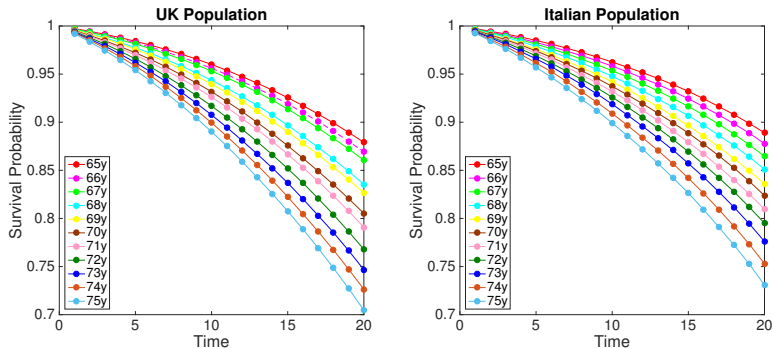 UK Population
Survival Probability
1
0.95
0.9
0.85
0.8
0.75
0.7
65y
66y
67y
68y
69y
70y
71y
72y
73y
74y
75y
0
5
10
15
20
Time
Italian Population
Survival Probability
1
0.95
0.9
0.85
0.8
0.75
0.7
65y
66y
67y
68y
69y
70y
71y
72y
73y
74y
75y
0
5
10
15
20
Time